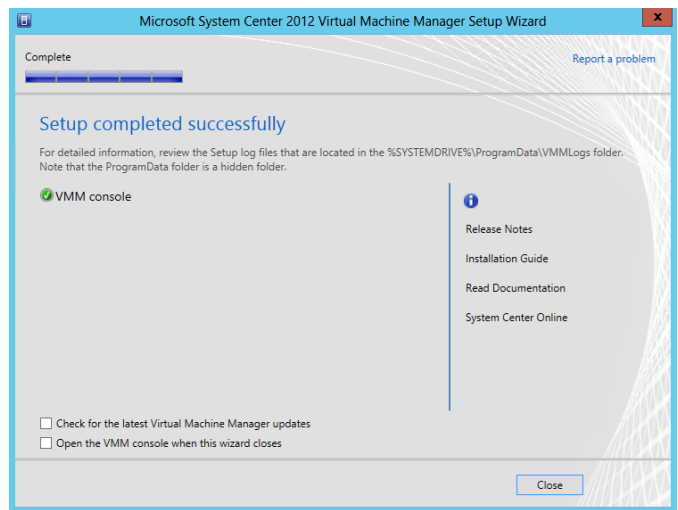 Microsoft System Center 2012 Virtual Machine Manager Setup Wizard
x
Complete
Report a problem
Setup completed successfully
For detailed information, review the Setup log files that are located in the %SYSTEMDRIVE%\ProgramData\VMMLogs folder.
Note that the ProgramData folder is a hidden folder.
VMM console
Release Notes
Installation Guide
Read Documentation
System Center Online
Check for the latest Virtual Machine Manager updates
Open the VMM console when this wizard closes
Close